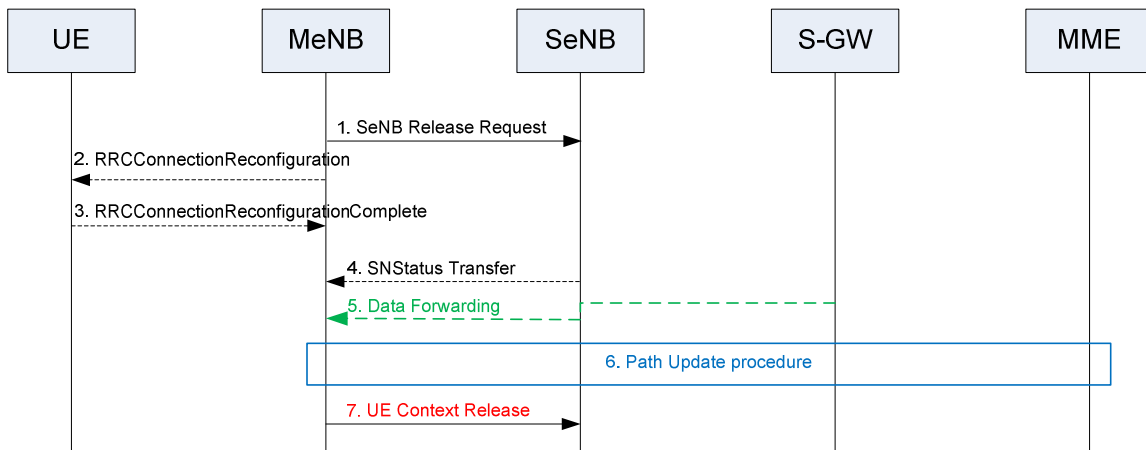 UE
MeNB
SeNB
S-GW
MME
1. SeNB Release Request
2. RRCConnectionReconfiguration
3. RRCConnectionReconfigurationComplete
4. SNStatus Transfer
5. Data Forwarding
6. Path Update procedure
7. UE Context Release